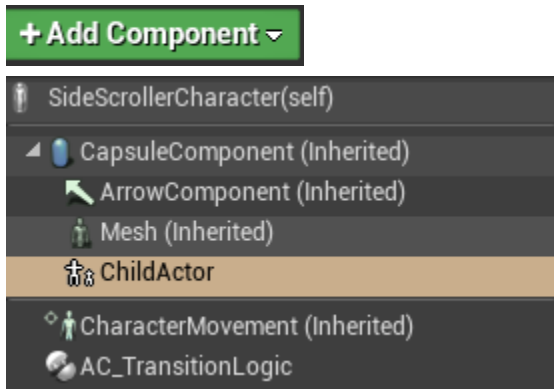 + Add Component
SideScrollerCharacter(self)
CapsuleComponent (Inherited)
ArrowComponent (Inherited)
Mesh (Inherited)
ChildActor
CharacterMovement (Inherited)
AC_TransitionLogic